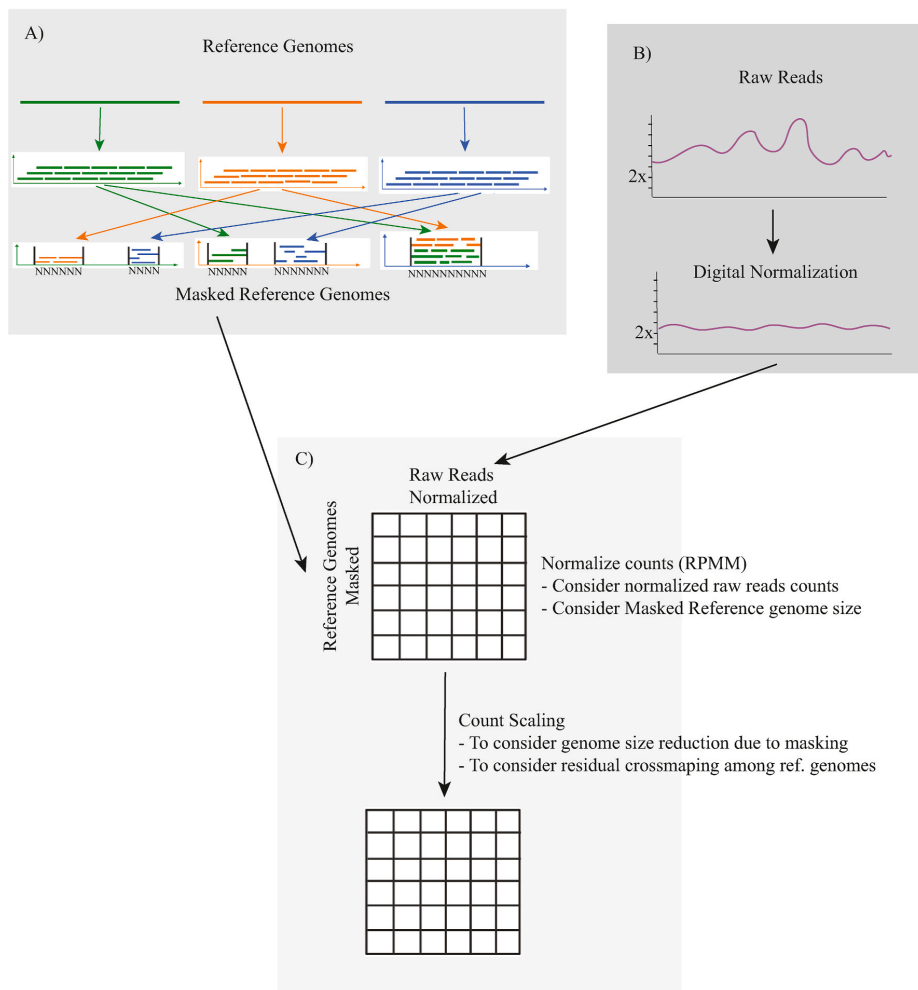 A)
Reference Genomes
NNNNNN
NNNN
NNNNN
NNNNNNN
NNNNNNNNNN
Masked Reference Genomes
B)
Raw Reads
2x
Digital Normalization
2x
C)
Raw Reads
Normalized
Reference Genomes
Masked
Normalize counts (RPMM)
- Consider normalized raw reads counts
- Consider Masked Reference genome size
Count Scaling
- To consider genome size reduction due to masking
- To consider residual crossmaping among ref. genomes